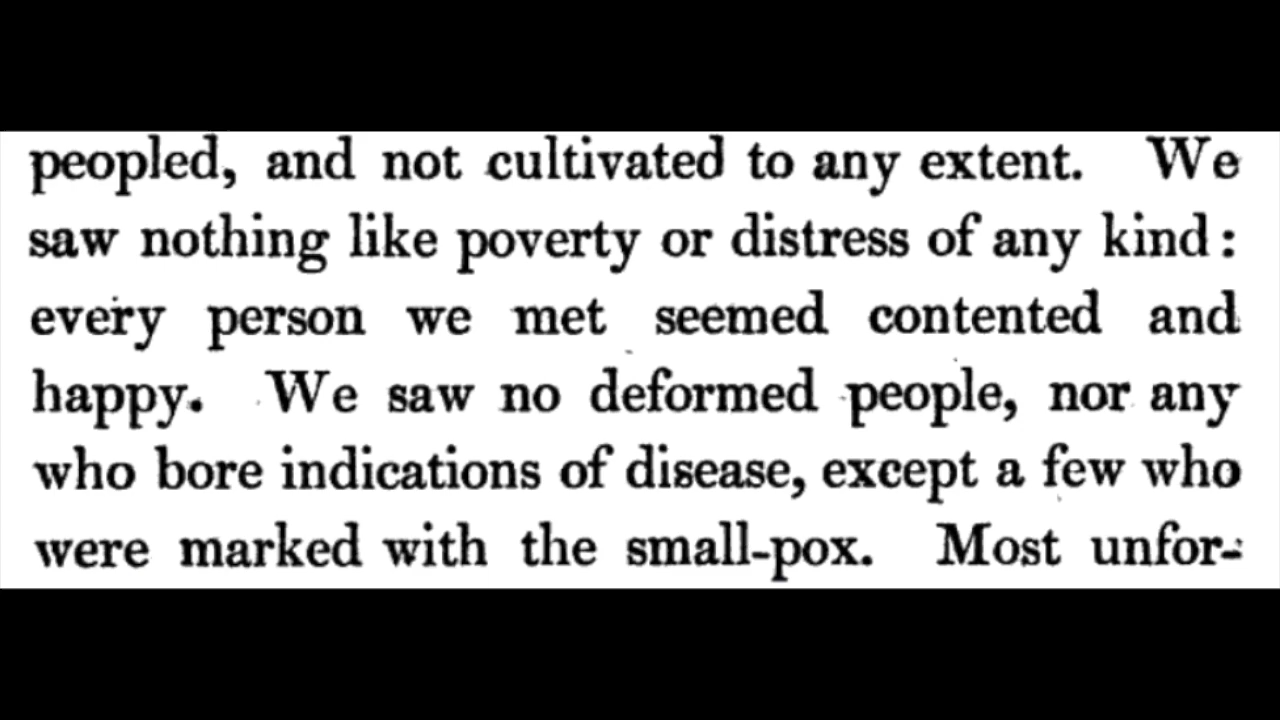 peopled, and not cultivated to any extent. We
saw nothing like poverty or distress of any kind:
every person we met seemed contented and
happy. We saw no deformed people, nor any
who bore indications of disease, except a few who
were marked with the small-pox. Most unfor-